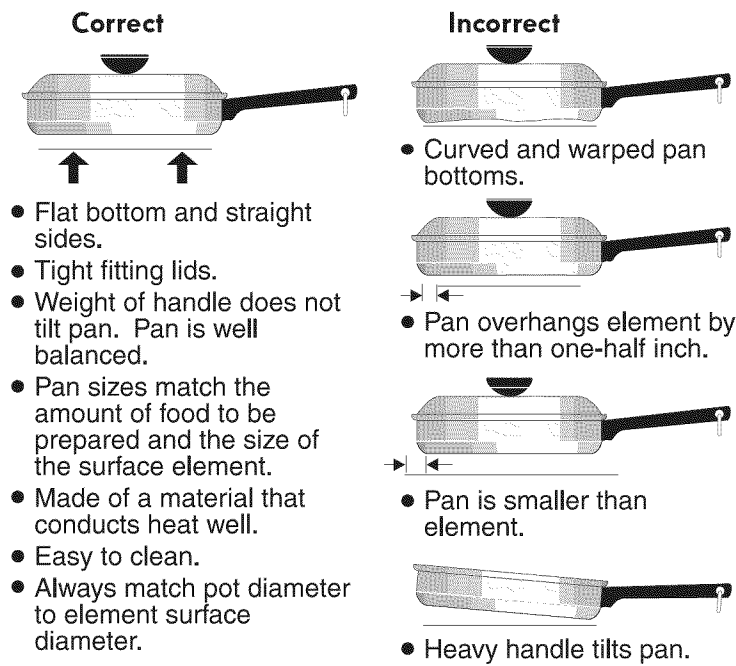 Correct
● Flat bottom and straight
sides.
● Tight fitting lids.
● Weight of handle does not
tilt pan. Pan is well
balanced.
● Pan sizes match the
amount of food to be
prepared and the size of
the surface element.
● Made of a material that
conducts heat well.
● Easy to clean.
● Always match pot diameter
to element surface
diameter.
Incorrect
● Curved and warped pan
bottoms.
● Pan overhangs element by
more than one-half inch.
● Pan is smaller than
element.
● Heavy handle tilts pan.